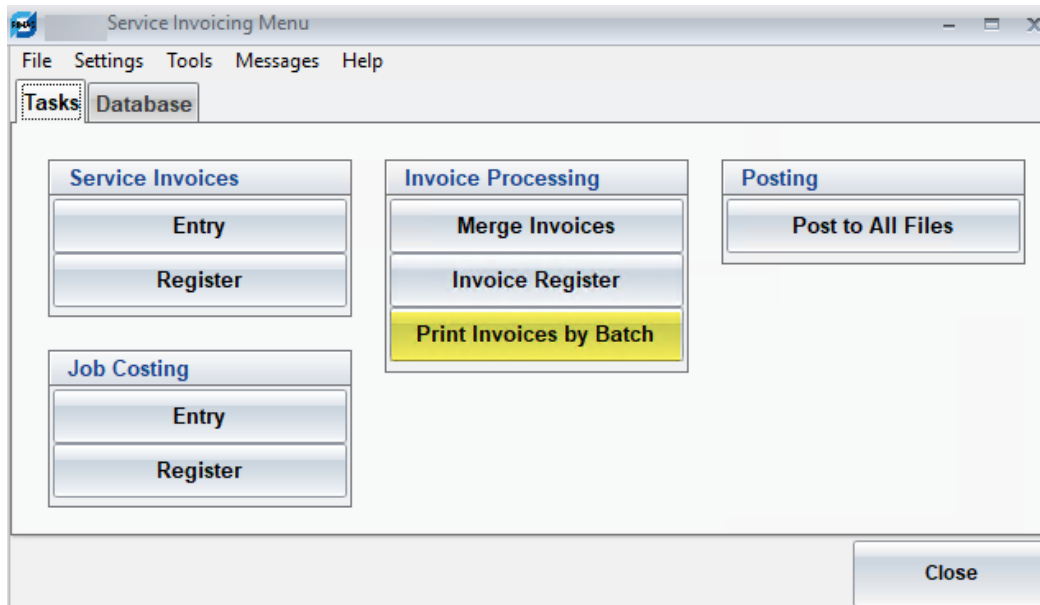 Service Invoicing Menu
File Settings Tools Messages Help
Tasks Database
Service Invoices
Entry
Register
Job Costing
Entry
Register
Invoice Processing
Merge Invoices
Invoice Register
Print Invoices by Batch
Posting
Post to All Files
Close